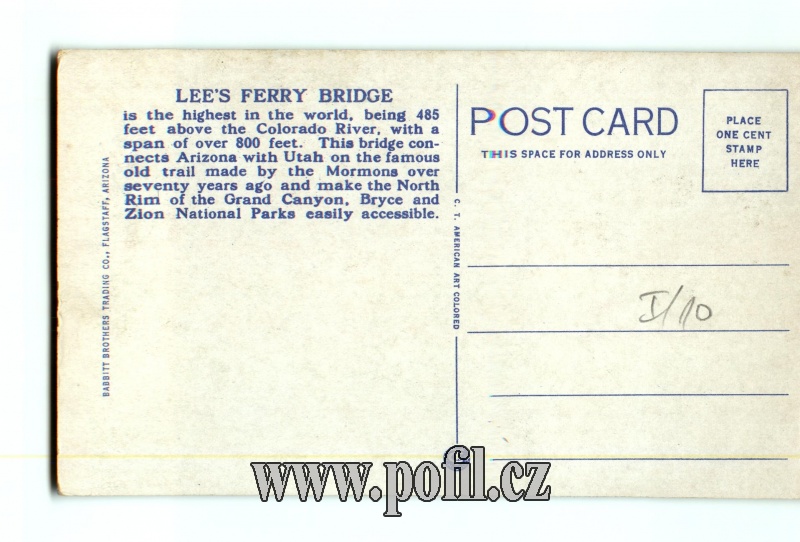 LEE'S FERRY BRIDGE
is the highest in the world, being 485
feet above the Colorado River, with a
span of over 800 feet. This bridge con-
nects Arizona with Utah on the famous
old trail made by the Mormons over
seventy years ago and make the North
Rim of the Grand Canyon, Bryce and
Zion National Parks easily accessible.
BABBITT BROTHERS TRADING CO., FLAGSTAFF, ARIZONA
C. T. AMERICAN ART COLORED
POST CARD
THIS SPACE FOR ADDRESS ONLY
PLACE
ONE CENT
STAMP
HERE
I/10
www.pofil.cz